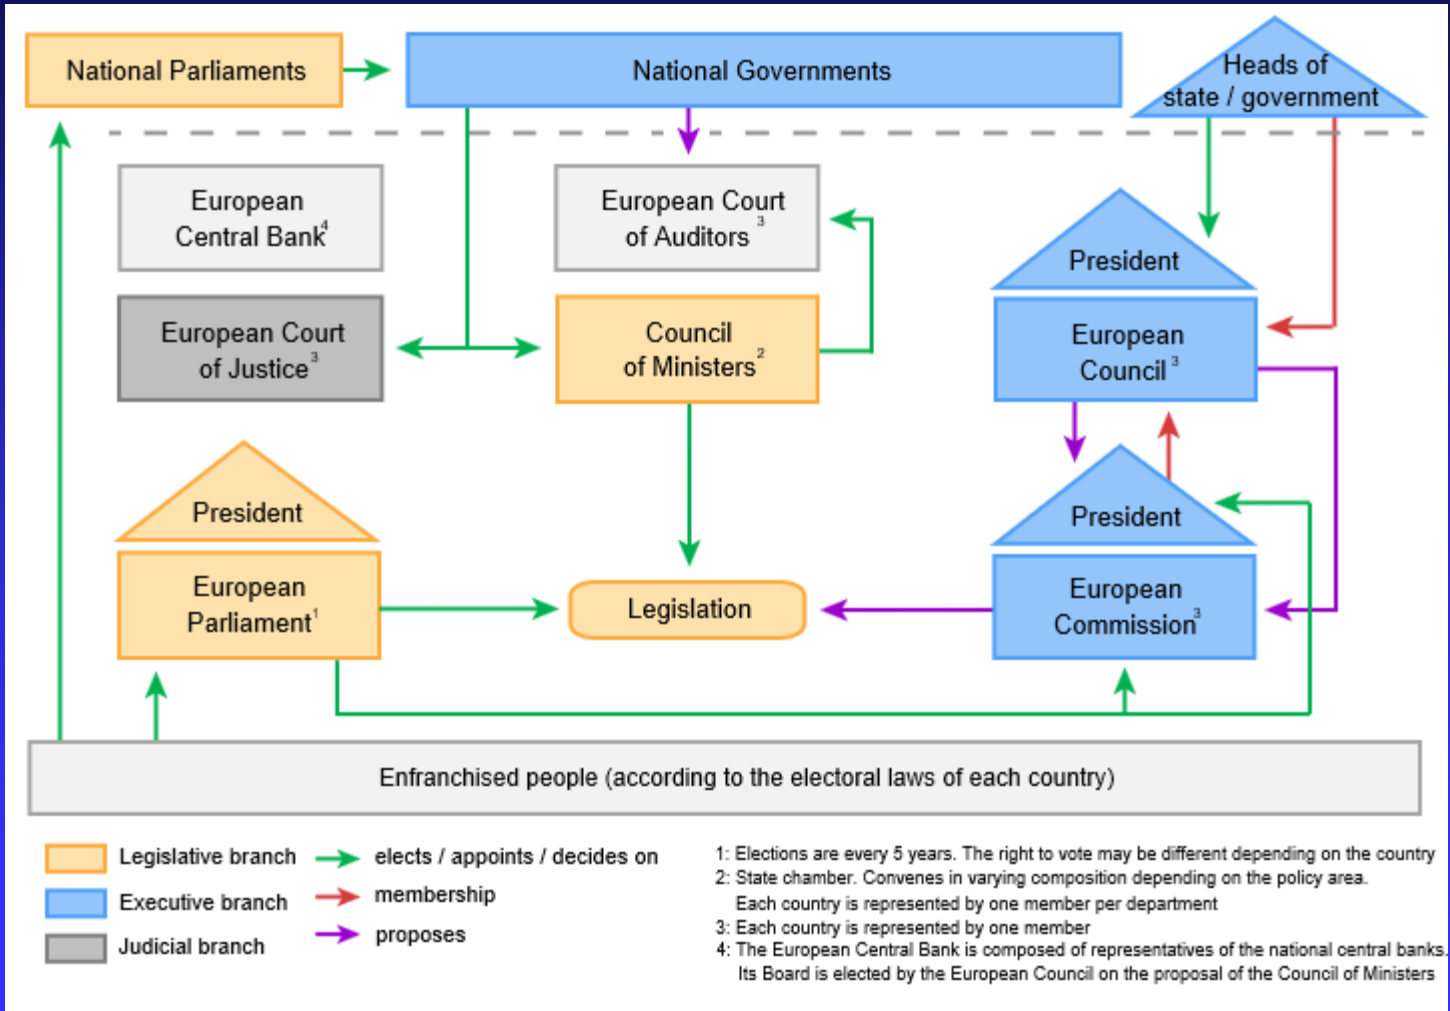 National Parliaments
National Governments
Heads of
state / government
European
Central Bank4
European Court
of Auditors3
President
European Court
of Justice3
Council
of Ministers2
European
Council3
President
President
European
Parliament1
Legislation
European
Commission3
Enfranchised people (according to the electoral laws of each country)
Legislative branch
Executive branch
Judicial branch
elects / appoints / decides on
membership
proposes
1: Elections are every 5 years. The right to vote may be different depending on the country
2: State chamber. Convenes in varying composition depending on the policy area.
Each country is represented by one member per department
3: Each country is represented by one member
4: The European Central Bank is composed of representatives of the national central banks.
Its Board is elected by the European Council on the proposal of the Council of Ministers